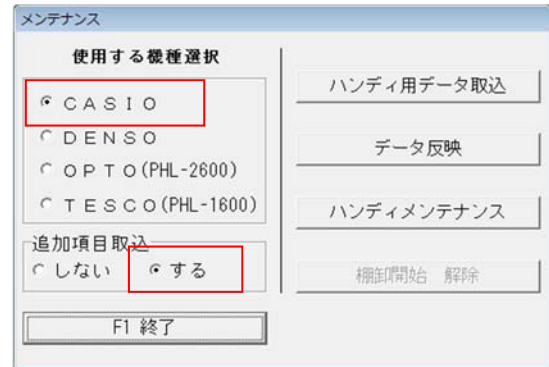 メンテナンス
使用する機種選択
ＣＡＳＩＯ
ＤＥＮＳＯ
ＯＰＴＯ(PHL-2600)
ＴＥＳＣＯ(PHL-1600)
追加項目取込
しない する
F1 終了
ハンディ用データ取込
データ反映
ハンディメンテナンス
棚卸開始　解除